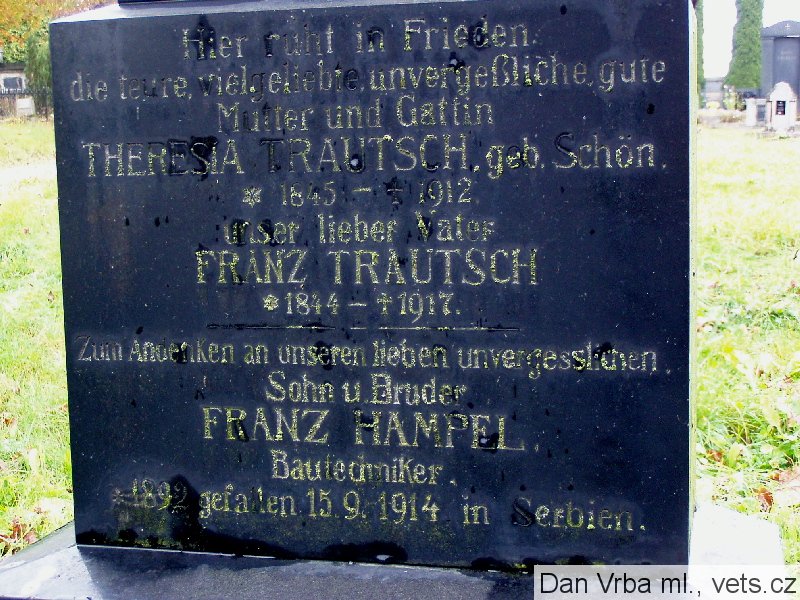 Hier ruht in Frieden
die teure, vielgeliebte, unvergeßliche, gute
Mutter und Gattin
THERESIA TRAUTSCH, geb. Schön.
* 1845 - † 1912.
unser lieber Vater
FRANZ TRAUTSCH
* 1844 - † 1917.
Zum Andenken an unseren lieben unvergesslichen
Sohn u. Bruder
FRANZ HAMPEL.
Bautechniker.
* 1892 gefallen 15.9.1914 in Serbien.
Dan Vrba ml., vets.cz